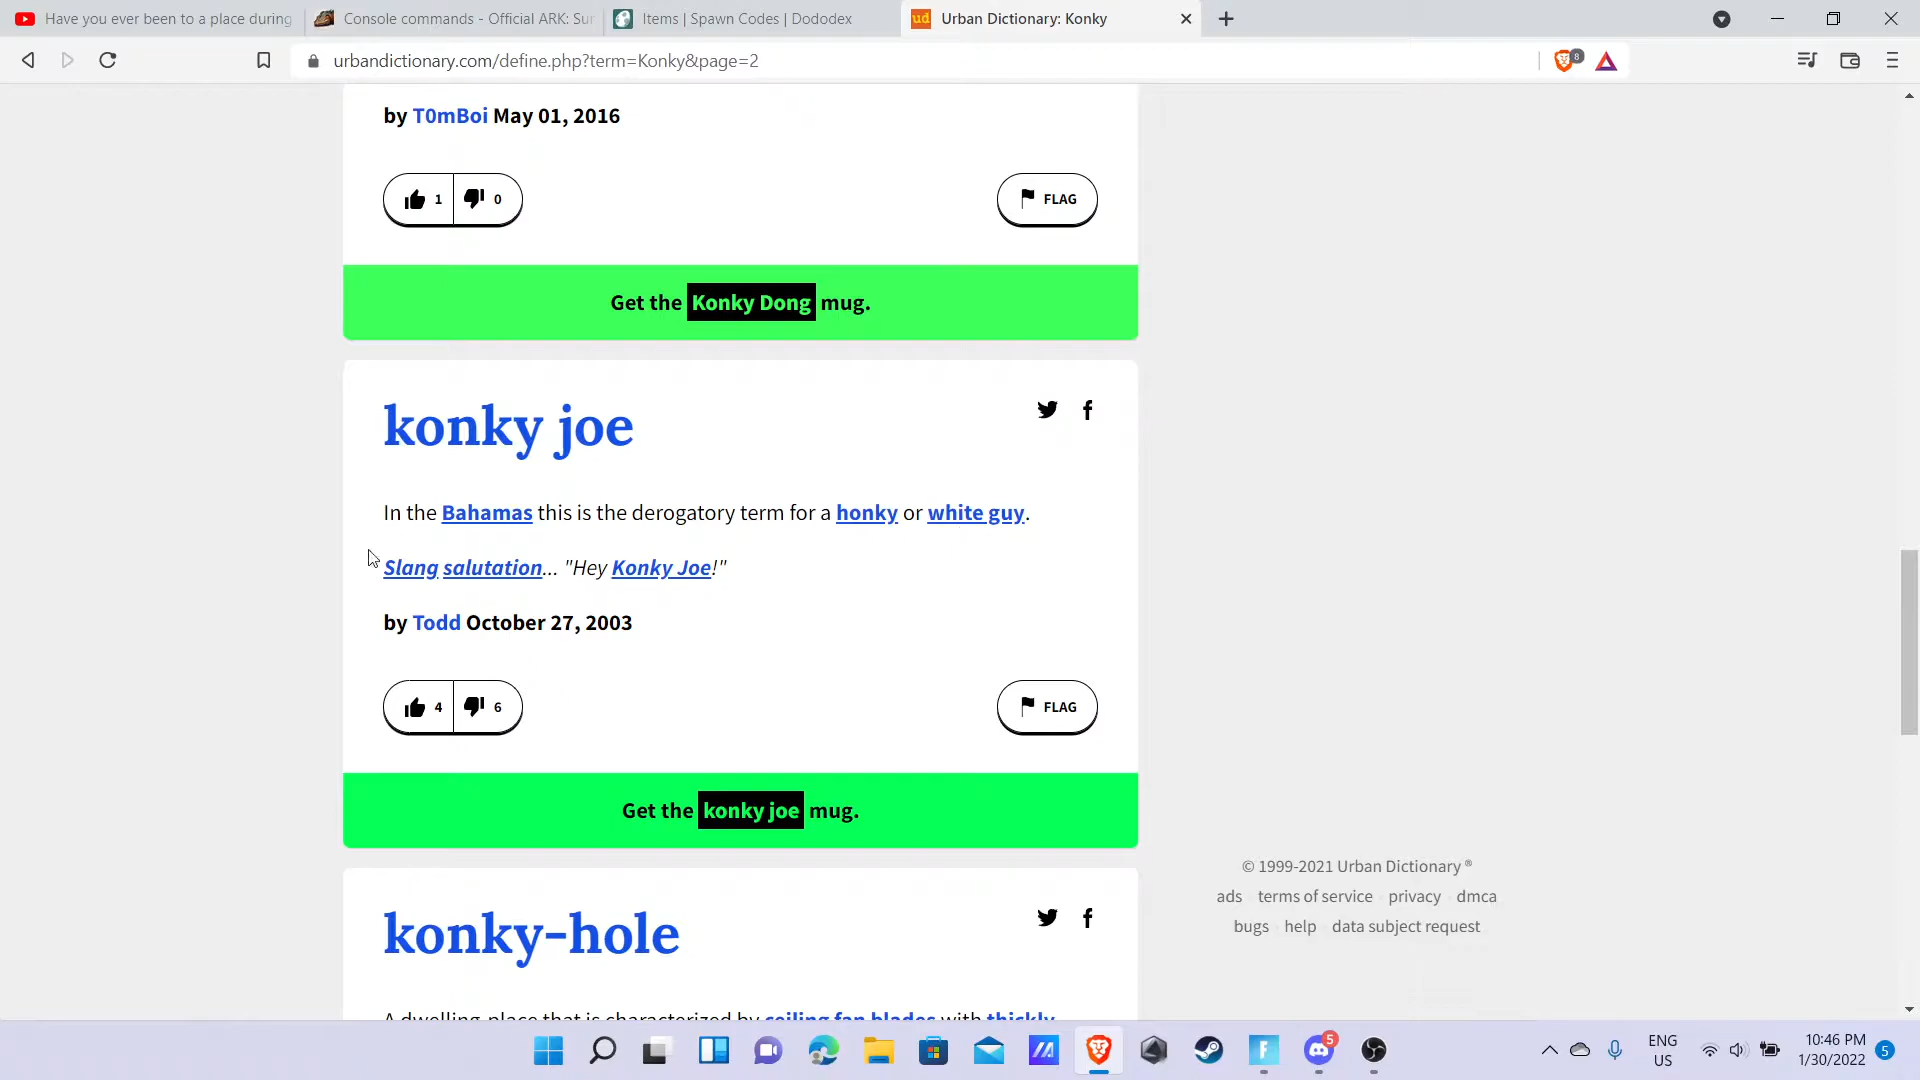 Have you ever been to a place during
Console commands - Official ARK: Sur
Items | Spawn Codes | Dododex
ud
Urban Dictionary: Konky
urbandictionary.com/define.php?term=Konky&page=2
8
by T0mBoi May 01, 2016
1
0
FLAG
Get the Konky Dong mug.
konky joe
In the Bahamas this is the derogatory term for a honky or white guy.
Slang salutation... "Hey Konky Joe!"
by Todd October 27, 2003
4
6
FLAG
Get the konky joe mug.
© 1999-2021 Urban Dictionary ®
ads terms of service privacy dmca
bugs help data subject request
konky-hole
A dwelling-place that is characterized by ceiling fan blades with thickly
5
ENG
US
10:46 PM
1/30/2022
5